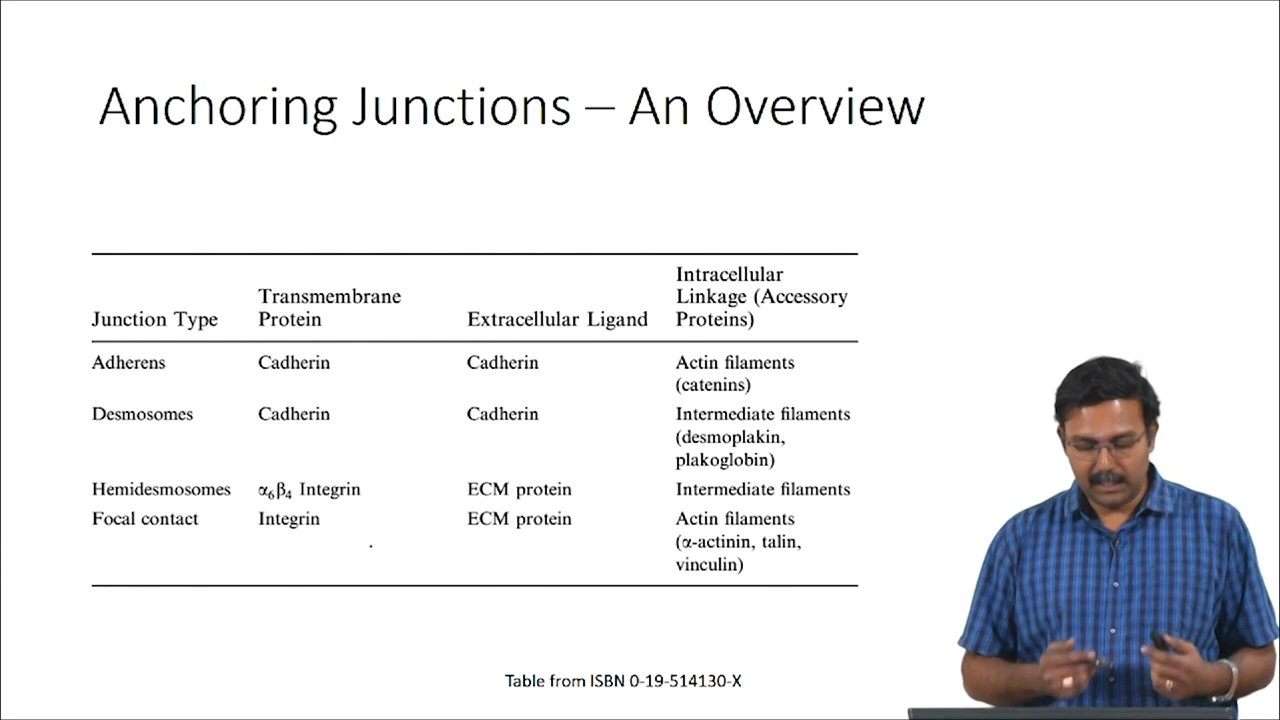 Anchoring Junctions – An Overview
Junction Type Transmembrane Protein Extracellular Ligand Intracellular Linkage (Accessory Proteins)
Adherens Cadherin Cadherin Actin filaments (catenins)
Desmosomes Cadherin Cadherin Intermediate filaments (desmoplakin, plakoglobin)
Hemidesmosomes α₆β₄ Integrin ECM protein Intermediate filaments
Focal contact Integrin ECM protein Actin filaments (α-actinin, talin, vinculin)
Table from ISBN 0-19-514130-X